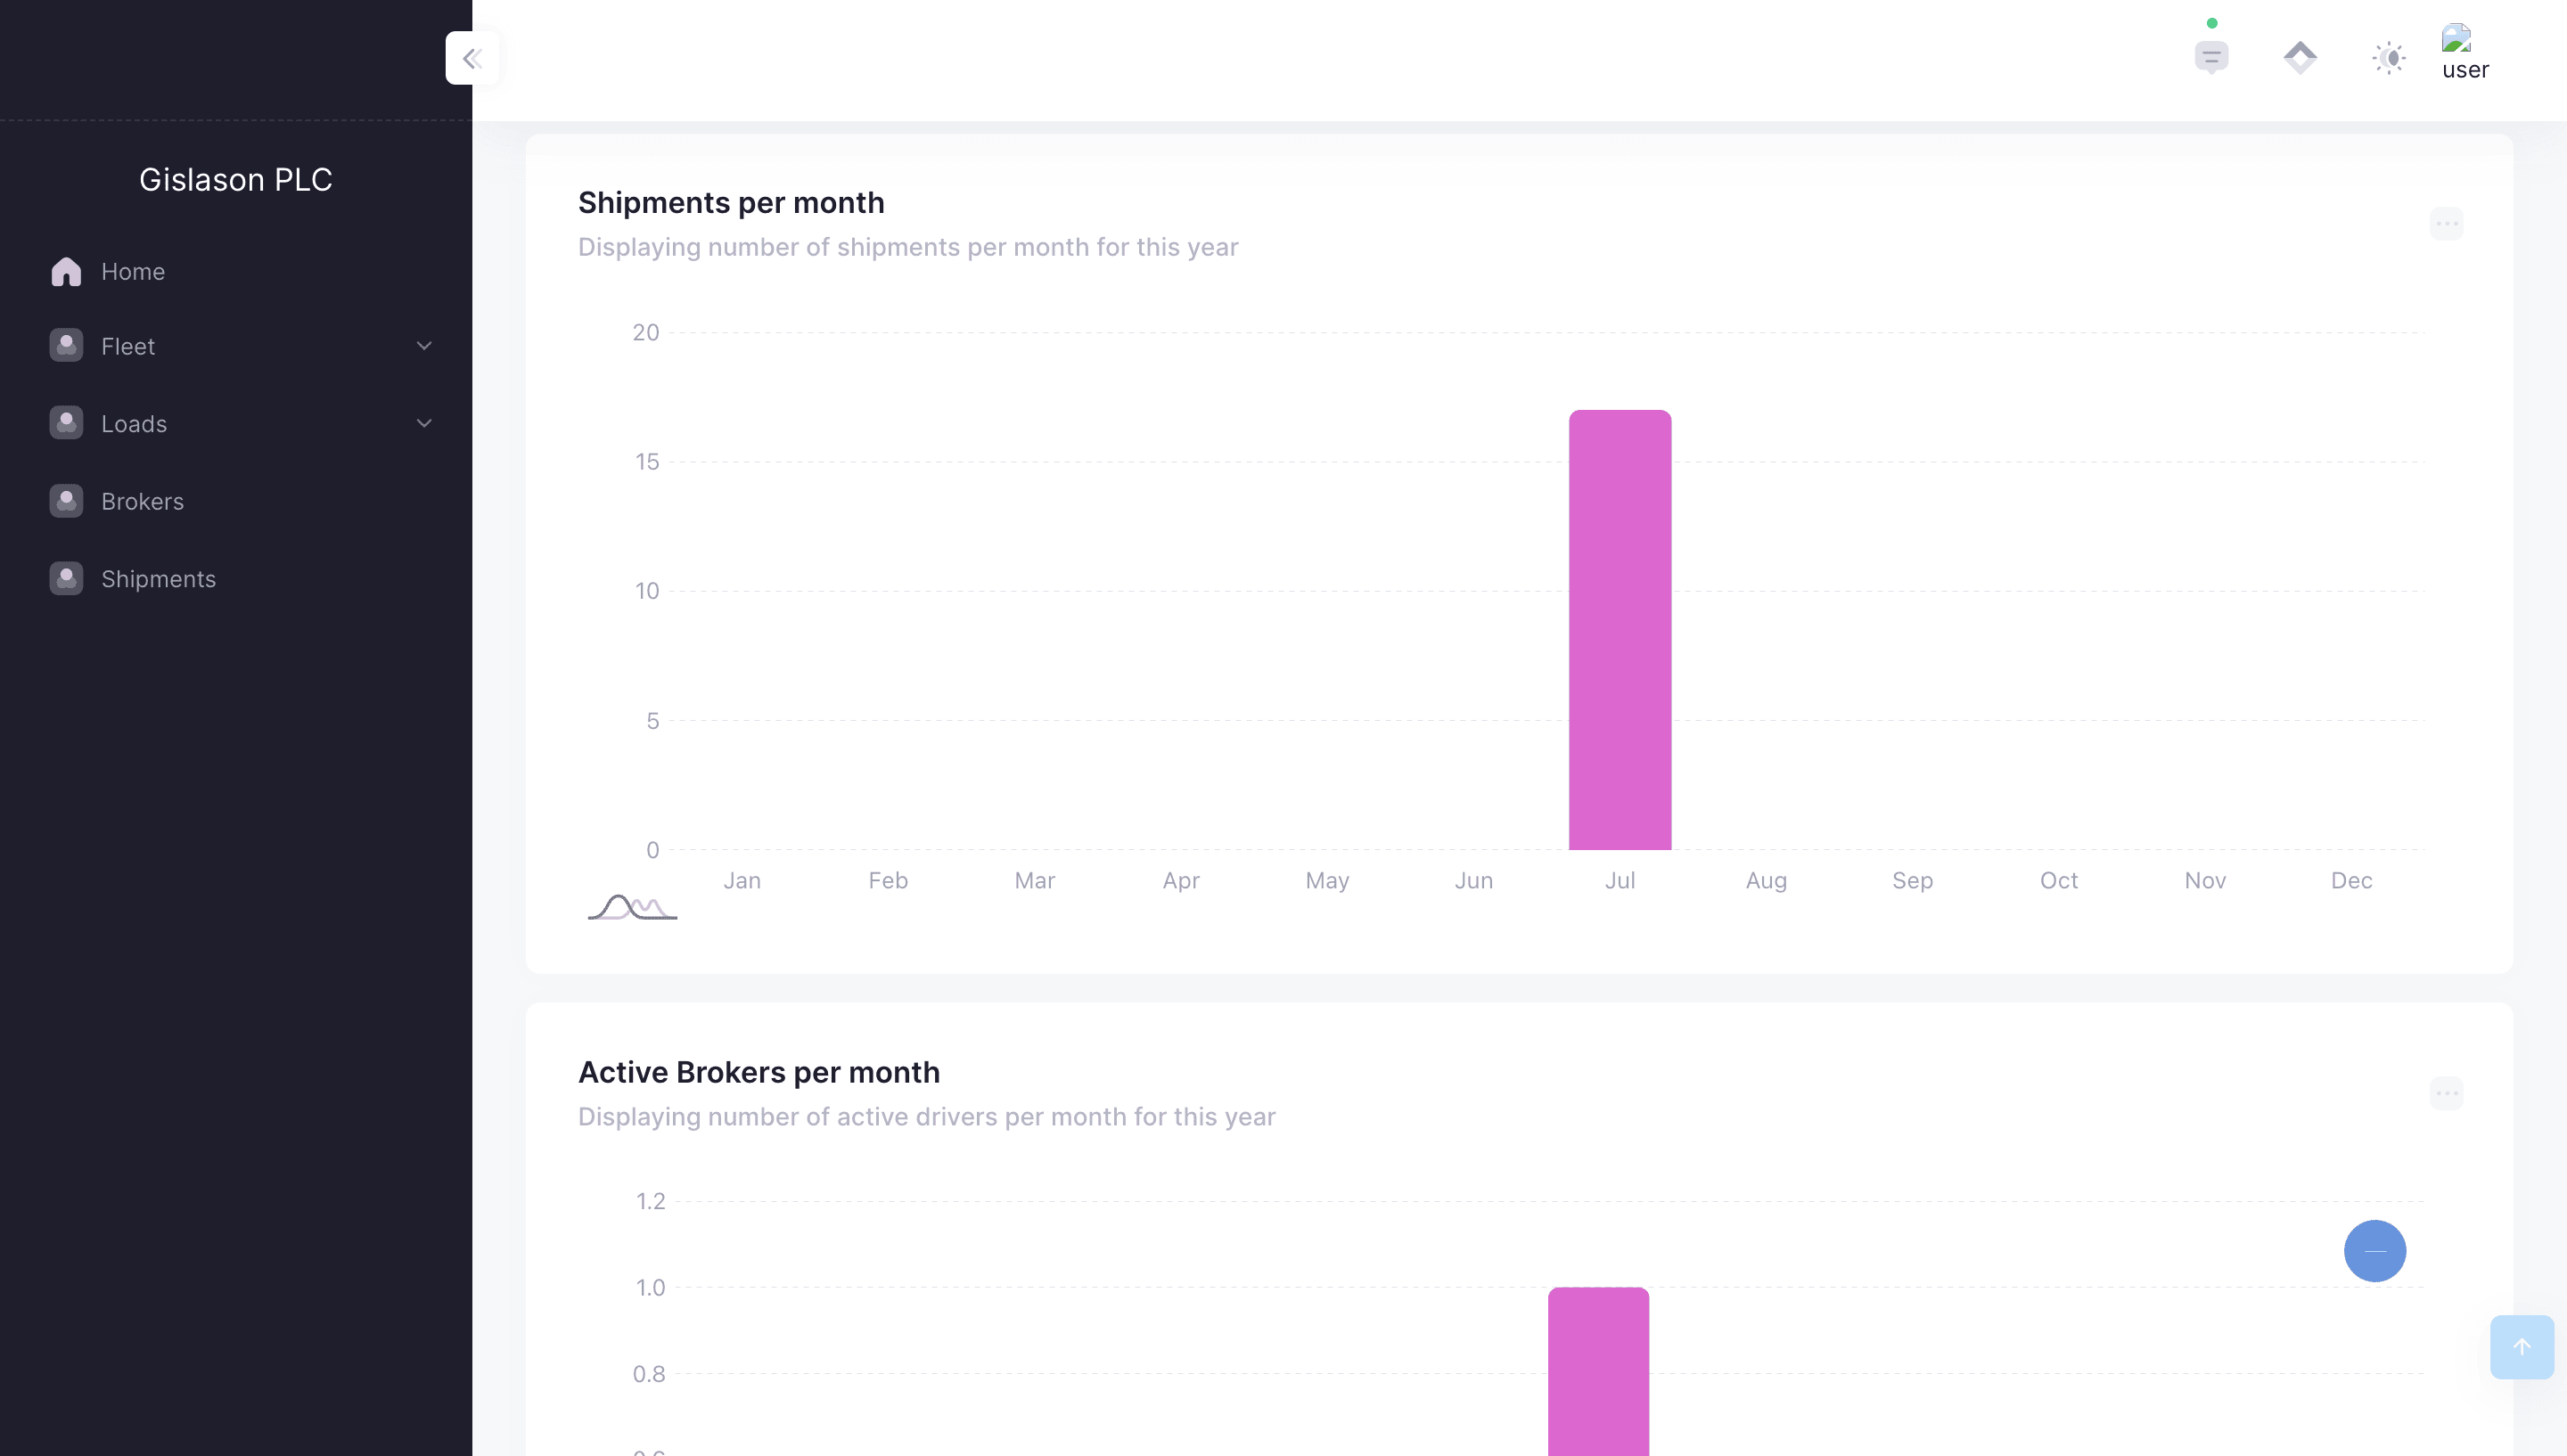 user
Gislason PLC
Home
Fleet
Loads
Brokers
Shipments
Shipments per month
Displaying number of shipments per month for this year
20
15
10
5
0
Jan Feb Mar Apr May Jun Jul Aug Sep Oct Nov Dec
Active Brokers per month
Displaying number of active drivers per month for this year
1.2
1.0
0.8